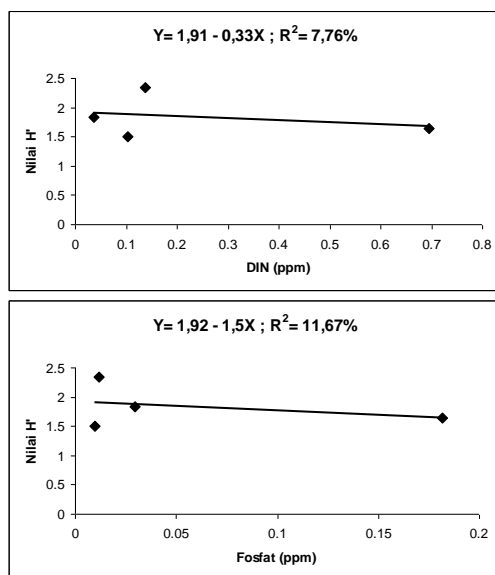 Y= 1,91 - 0,33X ; R²= 7,76%
2.5
2
1.5
1
0.5
0
Nilai H'
0 0.1 0.2 0.3 0.4 0.5 0.6 0.7 0.8
DIN (ppm)
Y= 1,92 - 1,5X ; R²= 11,67%
2.5
2
1.5
1
0.5
0
Nilai H'
0 0.05 0.1 0.15 0.2
Fosfat (ppm)